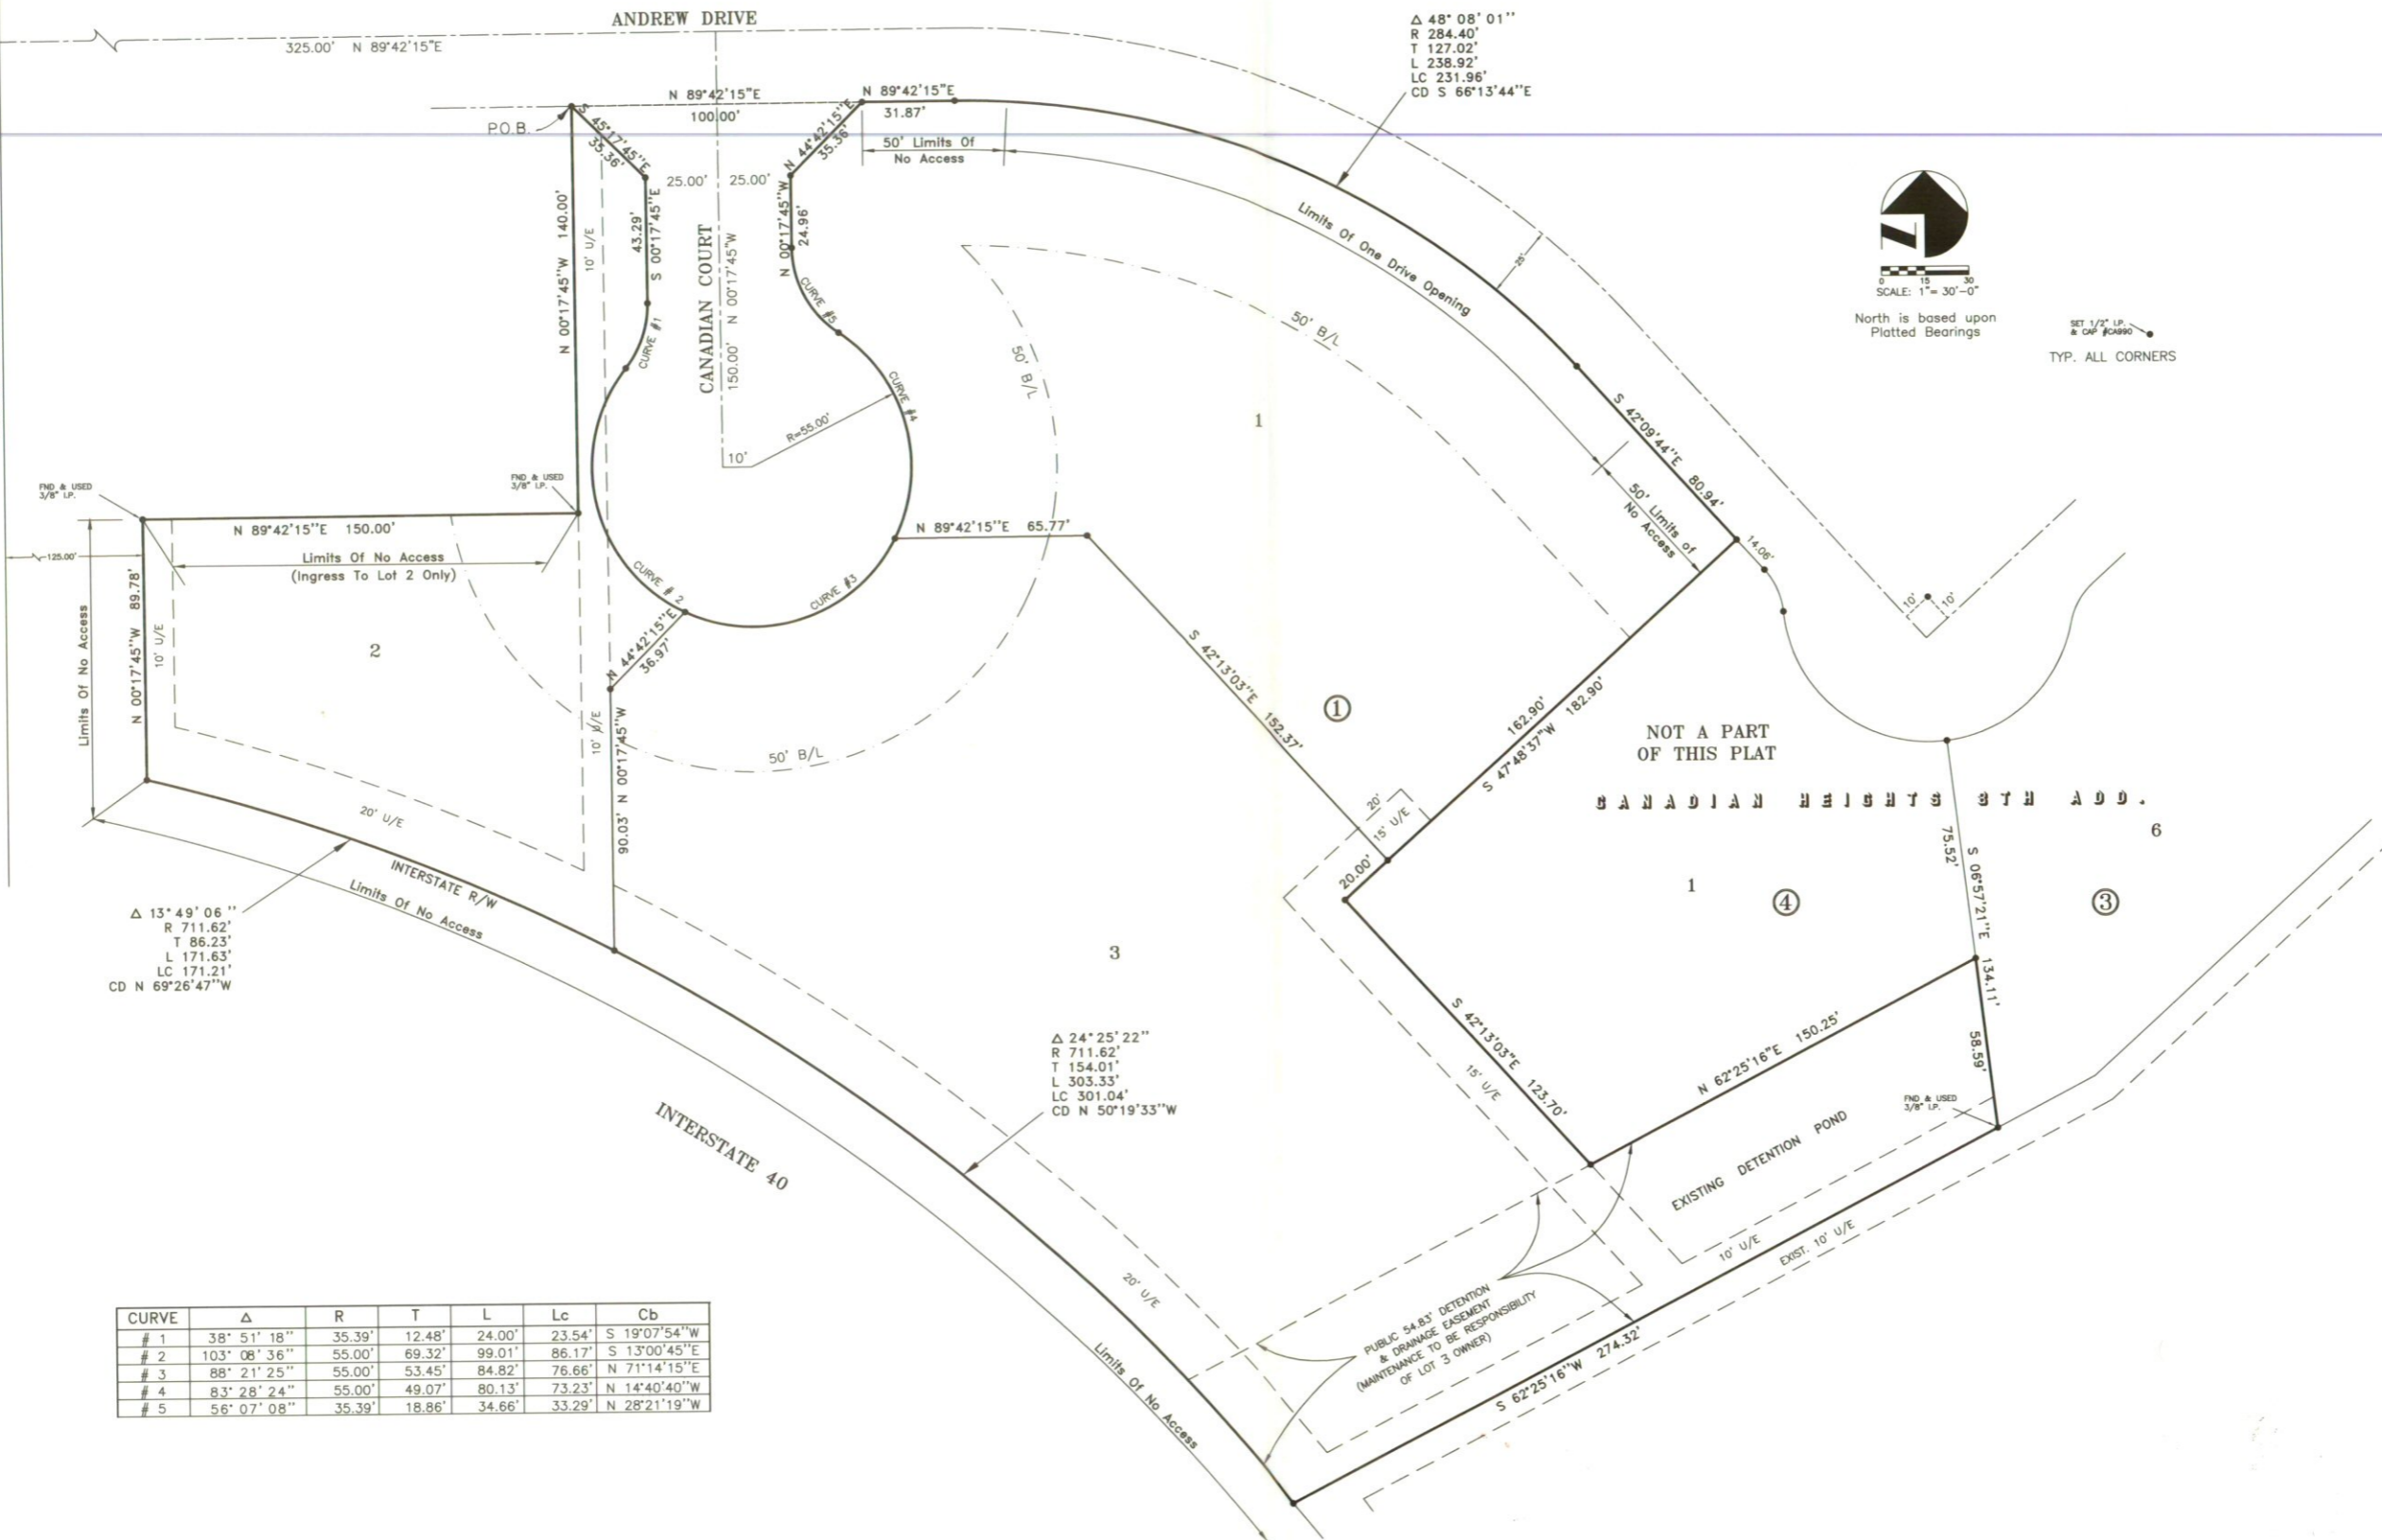 ANDREW DRIVE
325.00' N 89°42'15"E
Δ 48° 08' 01"
R 284.40'
T 127.02'
L 238.92'
LC 231.96'
CD S 66°13'44"E
P.O.B.
N 89°42'15"E
100.00'
N 89°42'15"E
31.87'
50' Limits Of
No Access
S 45°17'45"E
35.36'
N 44°42'15"E
35.36'
25.00'
25.00'
N 00°17'45"W 140.00'
10' U/E
43.29'
S 00°17'45"E
CANADIAN COURT
150.00' N 00°17'45"W
N 00°17'45"W
24.96'
CURVE #1
CURVE #5
CURVE #4
R=55.00'
10'
Limits Of One Drive Opening
25'
50' B/L
50' B/L
1
0 15 30
SCALE: 1"= 30'-0"
North is based upon
Platted Bearings
SET 1/2" I.P.
& CAP #CA990
TYP. ALL CORNERS
S 42°09'44"E 80.94'
50' Limits of
No Access
14.06'
10'
10'
FND & USED
3/8" I.P.
FND & USED
3/8" I.P.
N 89°42'15"E 150.00'
125.00'
Limits Of No Access
(Ingress To Lot 2 Only)
Limits Of No Access
N 00°17'45"W 89.78'
10' U/E
2
CURVE # 2
CURVE #3
N 89°42'15"E 65.77'
N 44°42'15"E
36.97'
10' U/E
90.03' N 00°17'45"W
50' B/L
S 42°13'03"E 152.37'
1
162.90'
S 47°48'37"W 182.90'
NOT A PART
OF THIS PLAT
CANADIAN HEIGHTS 8TH ADD.
6
20'
15' U/E
20.00'
1
4
3
75.52'
S 06°57'21"E
134.11'
58.59'
20' U/E
INTERSTATE R/W
Limits Of No Access
Δ 13° 49' 06"
R 711.62'
T 86.23'
L 171.63'
LC 171.21'
CD N 69°26'47"W
3
S 42°13'03"E 123.70'
15' U/E
N 62°25'16"E 150.25'
FND & USED
3/8" I.P.
EXISTING DETENTION POND
10' U/E
EXIST. 10' U/E
Δ 24° 25' 22"
R 711.62'
T 154.01'
L 303.33'
LC 301.04'
CD N 50°19'33"W
INTERSTATE 40
20' U/E
Limits Of No Access
PUBLIC 54.83' DETENTION
& DRAINAGE EASEMENT
(MAINTENANCE TO BE RESPONSIBILITY
OF LOT 3 OWNER)
S 62°25'16"W 274.32'
CURVE Δ R T L Lc Cb
# 1 38° 51' 18" 35.39' 12.48' 24.00' 23.54' S 19°07'54"W
# 2 103° 08' 36" 55.00' 69.32' 99.01' 86.17' S 13°00'45"E
# 3 88° 21' 25" 55.00' 53.45' 84.82' 76.66' N 71°14'15"E
# 4 83° 28' 24" 55.00' 49.07' 80.13' 73.23' N 14°40'40"W
# 5 56° 07' 08" 35.39' 18.86' 34.66' 33.29' N 28°21'19"W